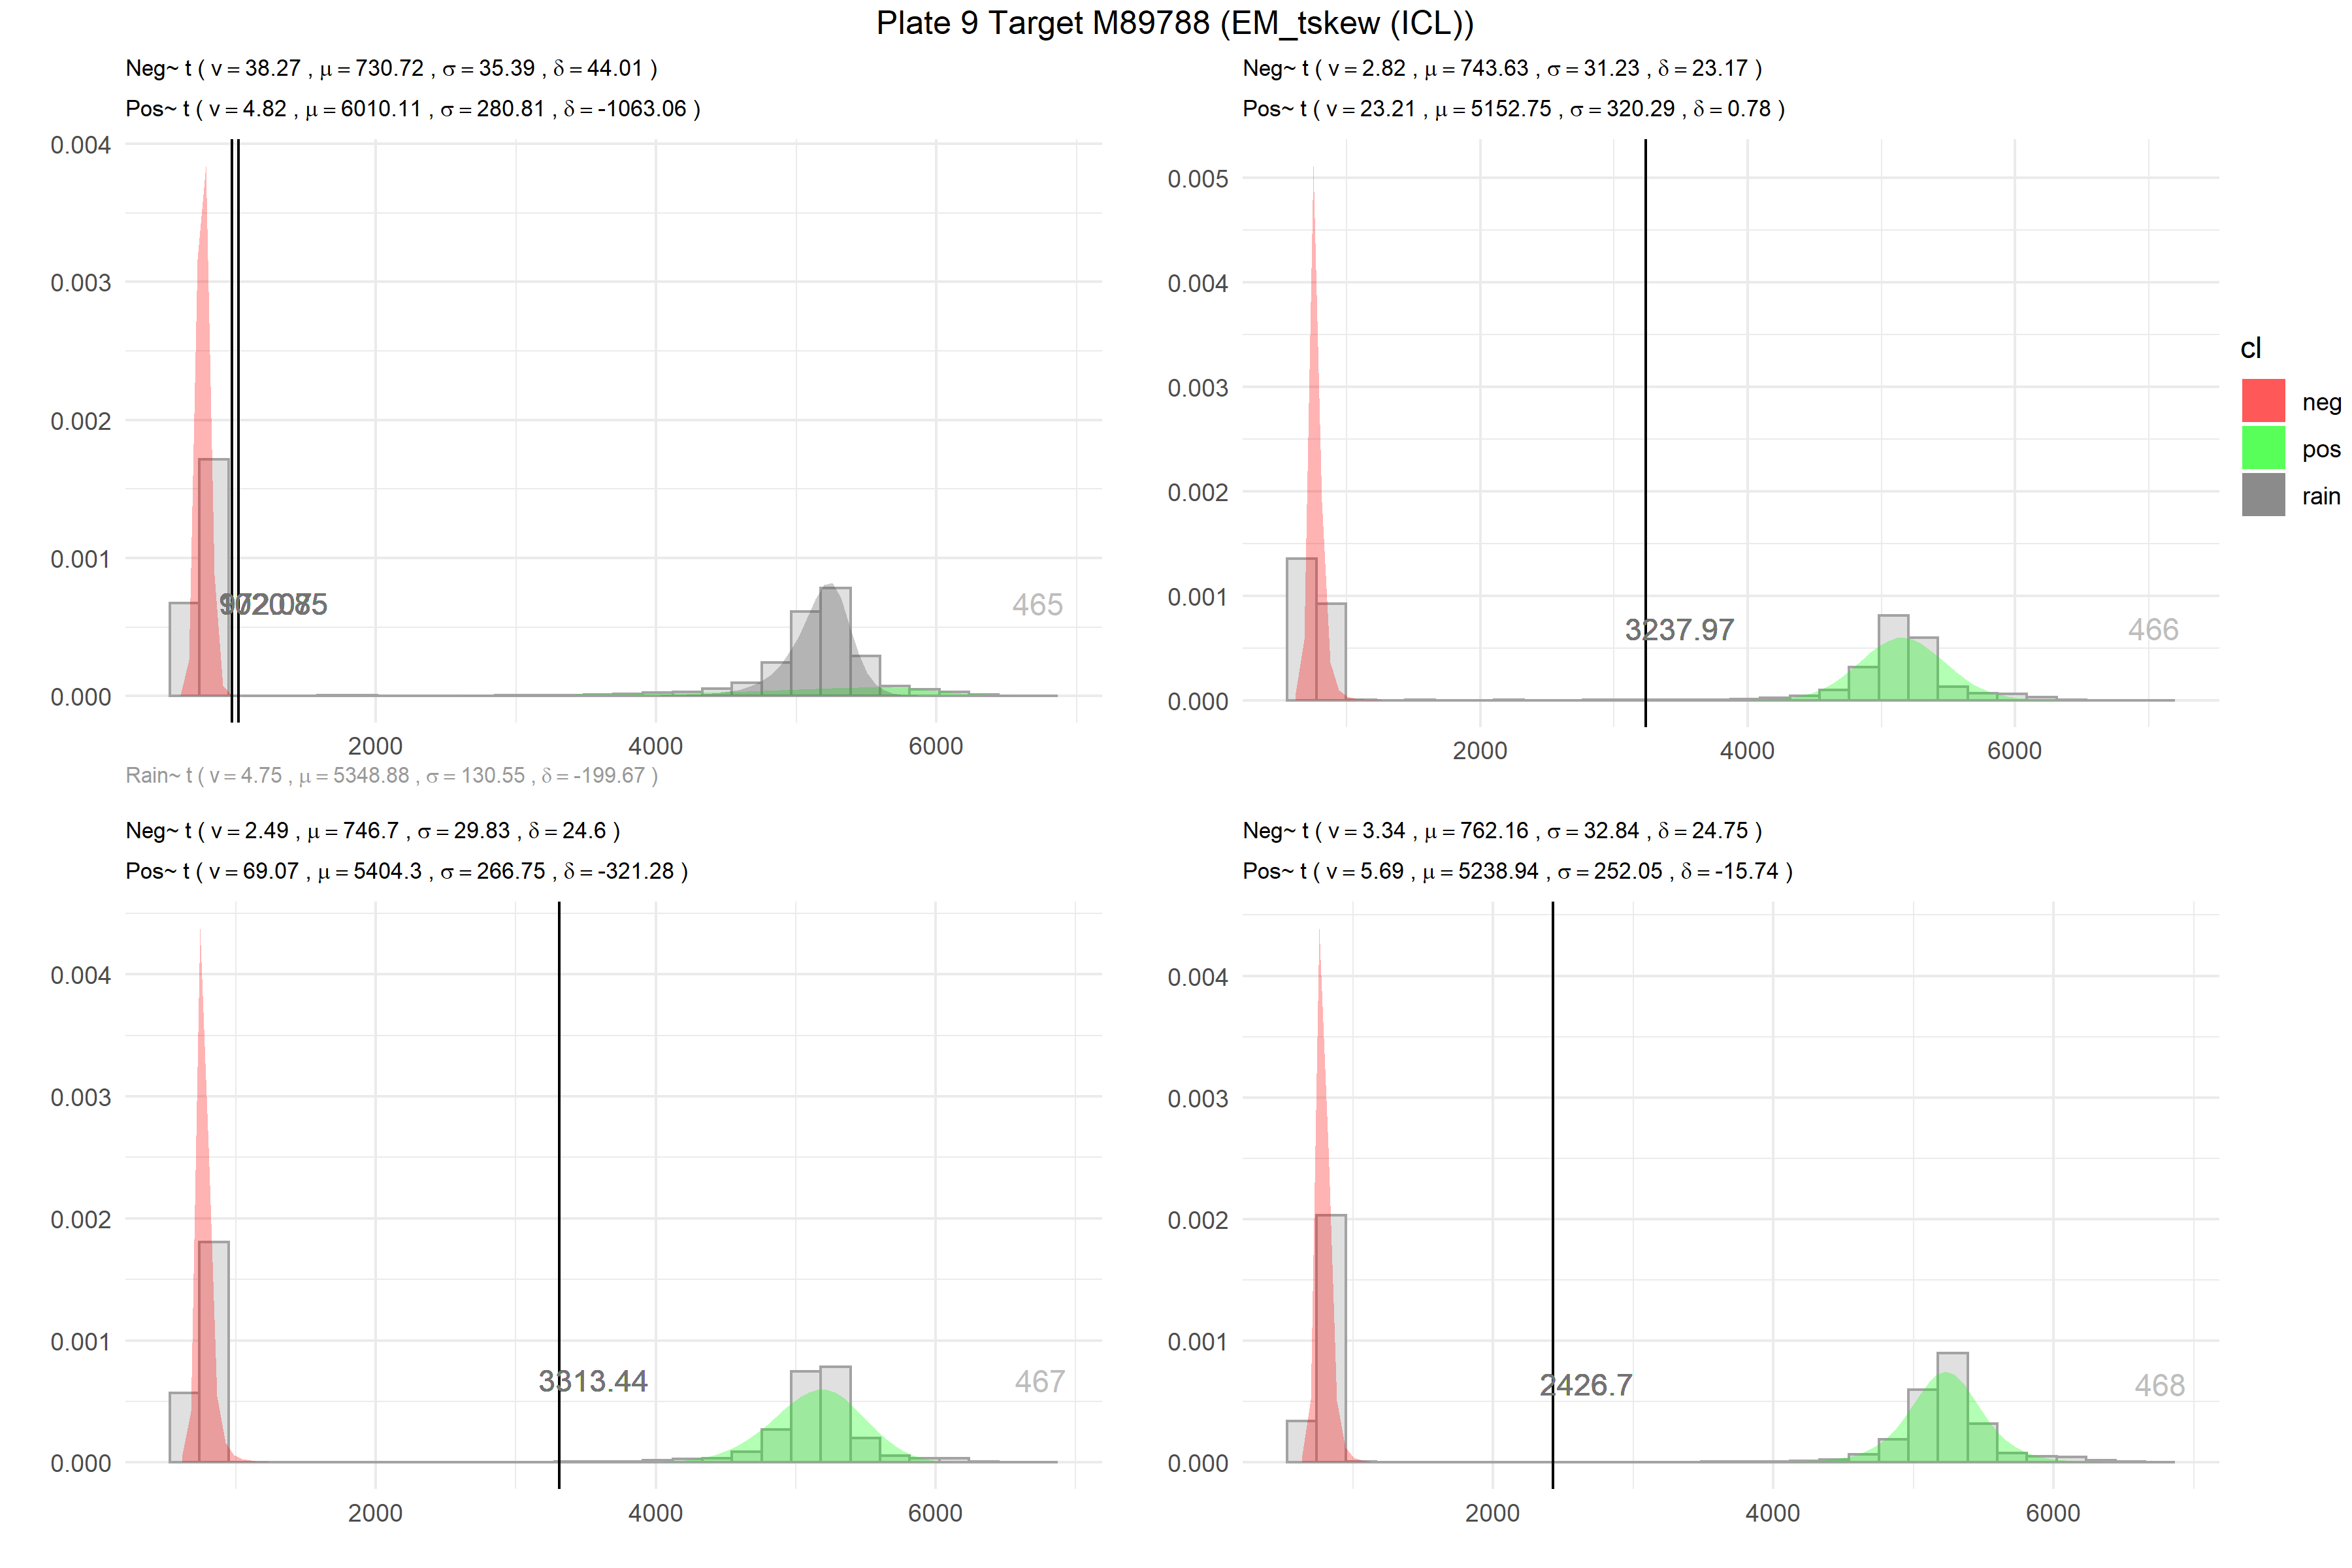 Plate 9 Target M89788 (EM_tskew (ICL))
Neg~ t ( v = 38.27 , μ = 730.72 , σ = 35.39 , δ = 44.01 )
Pos~ t ( v = 4.82 , μ = 6010.11 , σ = 280.81 , δ = -1063.06 )
0.004
0.003
0.002
0.001
0.000
465
2000
4000
6000
Rain~ t ( v = 4.75 , μ = 5348.88 , σ = 130.55 , δ = -199.67 )
Neg~ t ( v = 2.82 , μ = 743.63 , σ = 31.23 , δ = 23.17 )
Pos~ t ( v = 23.21 , μ = 5152.75 , σ = 320.29 , δ = 0.78 )
0.005
0.004
0.003
0.002
0.001
0.000
3237.97
466
2000
4000
6000
cl
neg
pos
rain
Neg~ t ( v = 2.49 , μ = 746.7 , σ = 29.83 , δ = 24.6 )
Pos~ t ( v = 69.07 , μ = 5404.3 , σ = 266.75 , δ = -321.28 )
0.004
0.003
0.002
0.001
0.000
3313.44
467
2000
4000
6000
Neg~ t ( v = 3.34 , μ = 762.16 , σ = 32.84 , δ = 24.75 )
Pos~ t ( v = 5.69 , μ = 5238.94 , σ = 252.05 , δ = -15.74 )
0.004
0.003
0.002
0.001
0.000
2426.7
468
2000
4000
6000